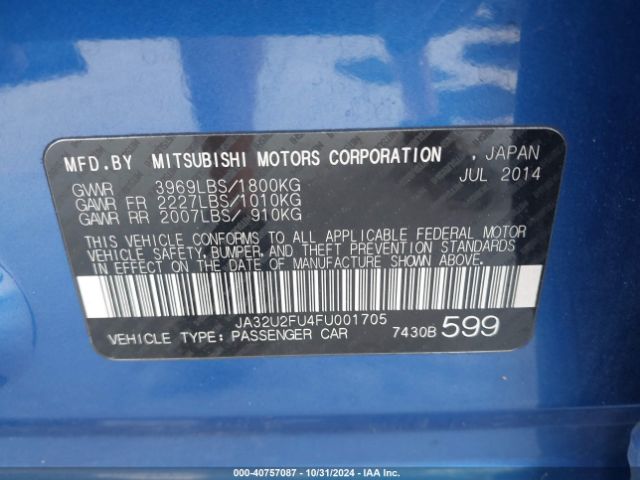 MFD.BY MITSUBISHI MOTORS CORPORATION , JAPAN
JUL 2014
GVWR 3969LBS/1800KG
GAWR FR 2227LBS/1010KG
GAWR RR 2007LBS/ 910KG
THIS VEHICLE CONFORMS TO ALL APPLICABLE FEDERAL MOTOR
VEHICLE SAFETY,BUMPER,AND THEFT PREVENTION STANDARDS
IN EFFECT ON THE DATE OF MANUFACTURE SHOWN ABOVE.
JA32U2FU4FU001705
VEHICLE TYPE: PASSENGER CAR 7430B 599
000-40757087 - 10/31/2024 - IAA Inc.